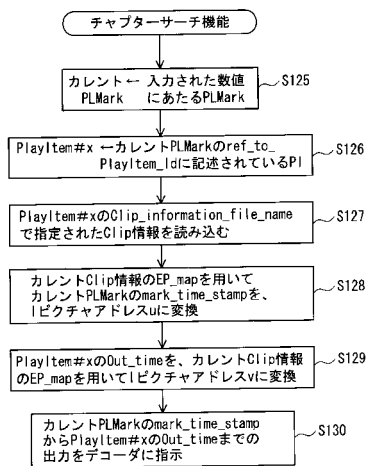 チャプターサーチ機能
カレント← 入力された数値
PLMark にあたるPLMark
S125
PlayItem#x ←カレントPLMarkのref_to_
PlayItem_Idに記述されているPI
S126
PlayItem#xのClip_information_file_name
で指定されたClip情報を読み込む
S127
カレントClip情報のEP_mapを用いて
カレントPLMarkのmark_time_stampを、
Iピクチャアドレスuに変換
S128
PlayItem#xのOut_timeを、カレントClip情報
のEP_mapを用いてIピクチャアドレスvに変換
S129
カレントPLMarkのmark_time_stamp
からPlayItem#xのOut_timeまでの
出力をデコーダに指示
S130